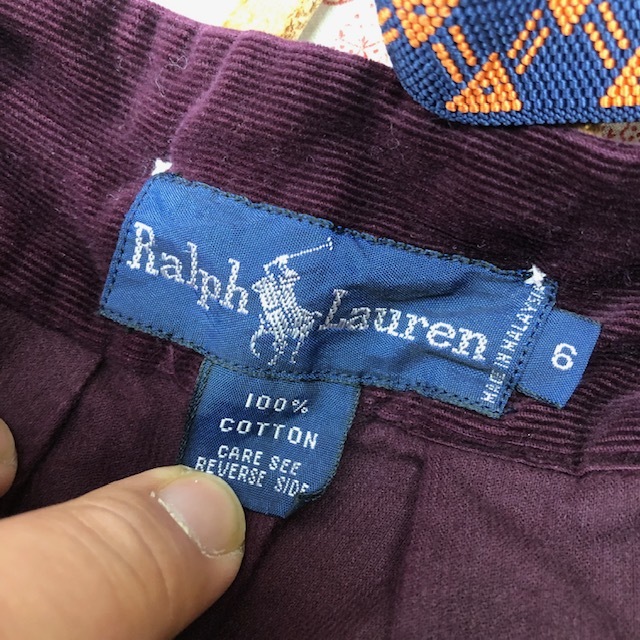 Ralph Lauren
MADE IN MALAYSIA
6
100%
COTTON
CARE SEE
REVERSE SIDE